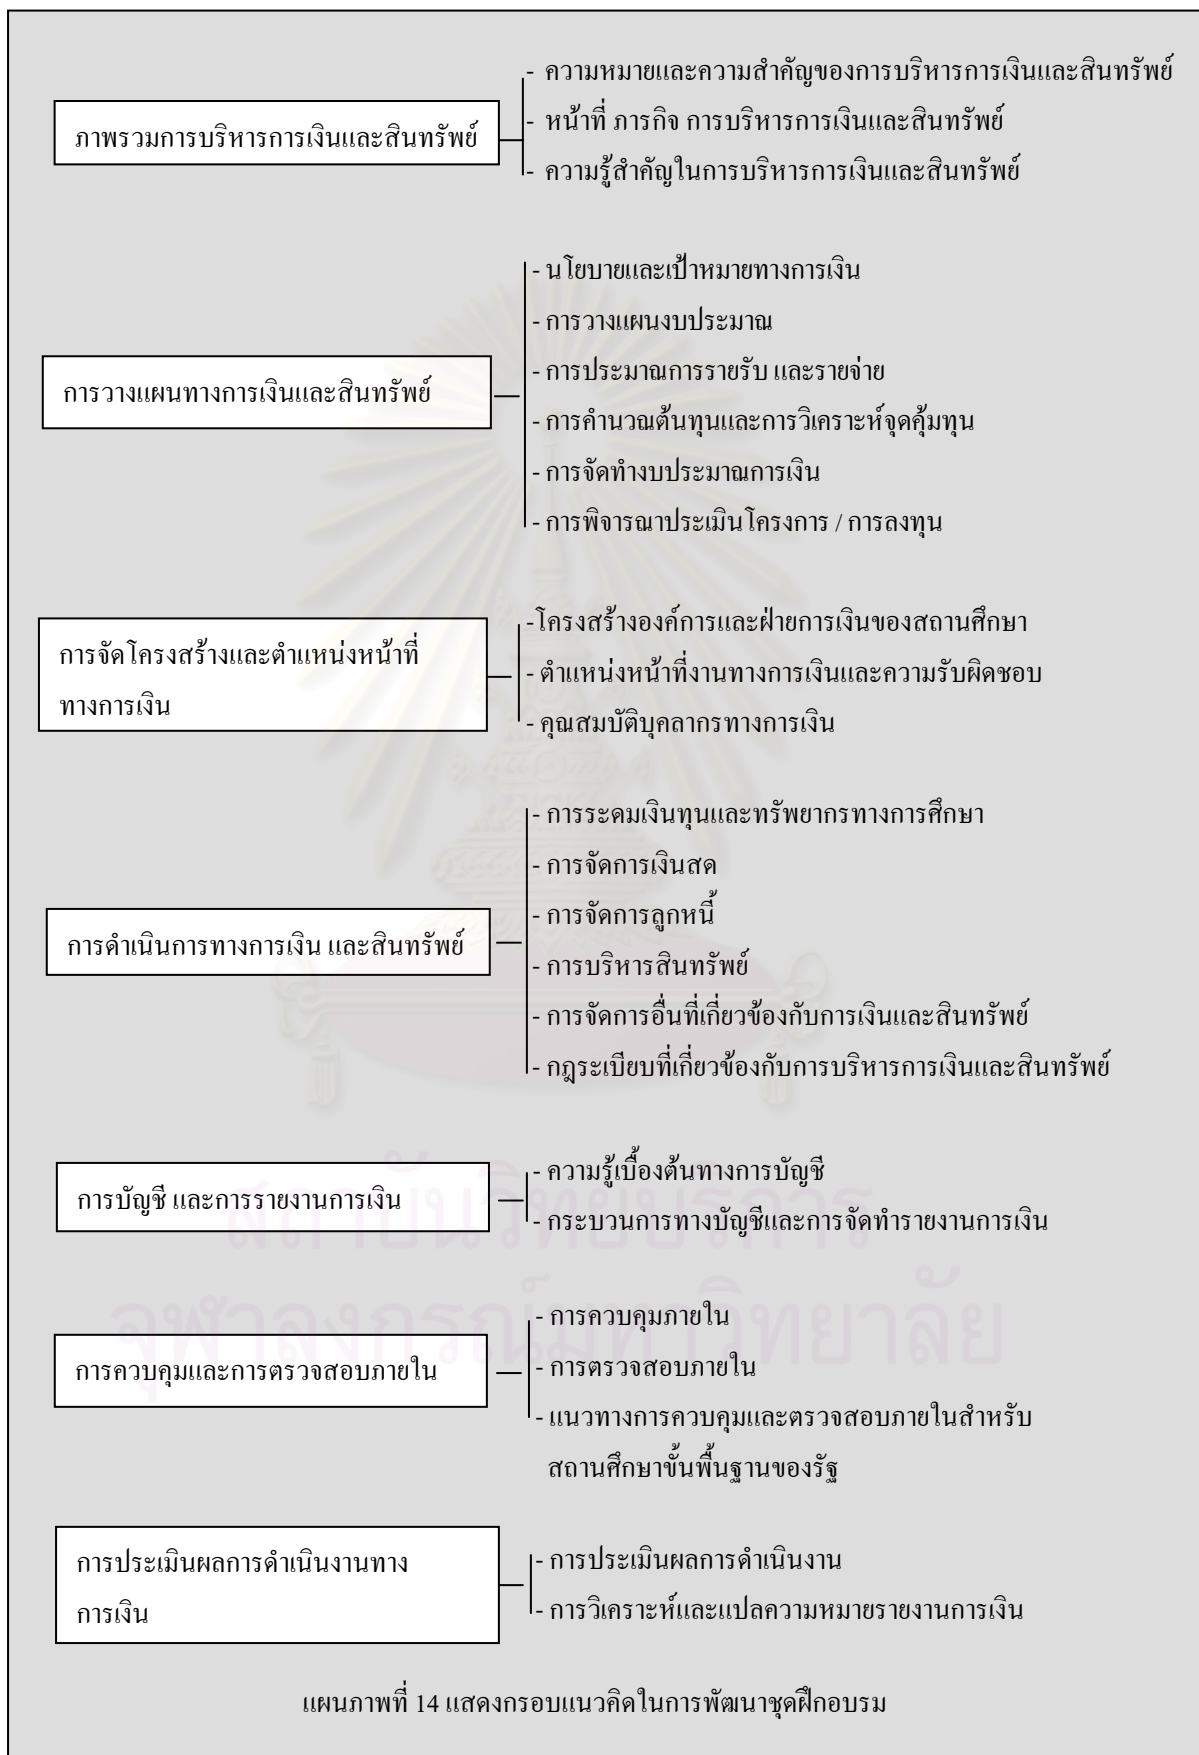 ภาพรวมการบริหารการเงินและสินทรัพย์
- ความหมายและความสำคัญของการบริหารการเงินและสินทรัพย์
- หน้าที่ ภารกิจ การบริหารการเงินและสินทรัพย์
- ความรู้สำคัญในการบริหารการเงินและสินทรัพย์
การวางแผนทางการเงินและสินทรัพย์
- นโยบายและเป้าหมายทางการเงิน
- การวางแผนงบประมาณ
- การประมาณการรายรับ และรายจ่าย
- การคำนวณต้นทุนและการวิเคราะห์จุดคุ้มทุน
- การจัดทำงบประมาณการเงิน
- การพิจารณาประเมินโครงการ / การลงทุน
การจัดโครงสร้างและตำแหน่งหน้าที่
ทางการเงิน
-โครงสร้างองค์การและฝ่ายการเงินของสถานศึกษา
- ตำแหน่งหน้าที่งานทางการเงินและความรับผิดชอบ
- คุณสมบัติบุคลากรทางการเงิน
การดำเนินการทางการเงิน และสินทรัพย์
- การระดมเงินทุนและทรัพยากรทางการศึกษา
- การจัดการเงินสด
- การจัดการลูกหนี้
- การบริหารสินทรัพย์
- การจัดการอื่นที่เกี่ยวข้องกับการเงินและสินทรัพย์
- กฎระเบียบที่เกี่ยวข้องกับการบริหารการเงินและสินทรัพย์
การบัญชี และการรายงานการเงิน
- ความรู้เบื้องต้นทางการบัญชี
- กระบวนการทางบัญชีและการจัดทำรายงานการเงิน
สถาบันวิทยบริการ
จุฬาลงกรณ์มหาวิทยาลัย
การควบคุมและการตรวจสอบภายใน
- การควบคุมภายใน
- การตรวจสอบภายใน
- แนวทางการควบคุมและตรวจสอบภายในสำหรับ
สถานศึกษาขั้นพื้นฐานของรัฐ
การประเมินผลการดำเนินงานทาง
การเงิน
- การประเมินผลการดำเนินงาน
- การวิเคราะห์และแปลความหมายรายงานการเงิน
แผนภาพที่ 14 แสดงกรอบแนวคิดในการพัฒนาชุดฝึกอบรม